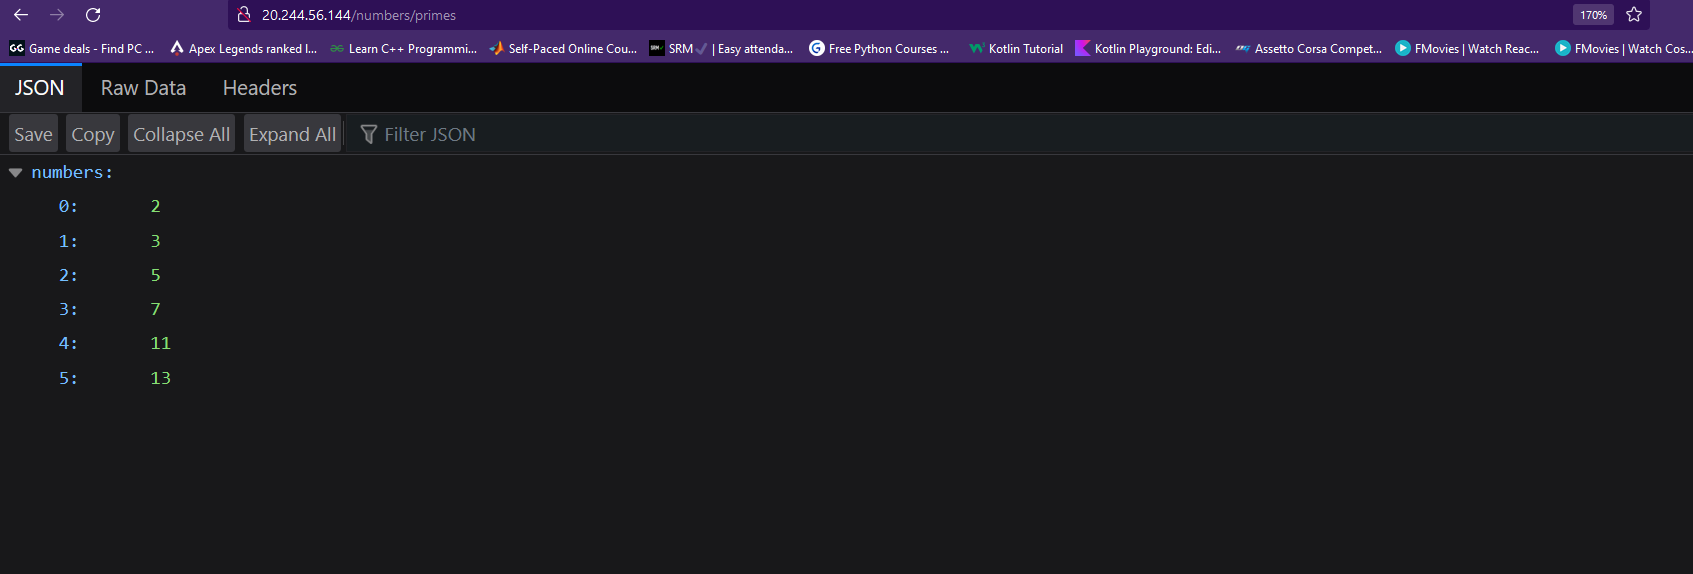 20.244.56.144/numbers/primes 170%
GG Game deals - Find PC ... Apex Legends ranked l... Learn C++ Programmi... Self-Paced Online Cou... SRM SRM✓ | Easy attenda... G Free Python Courses ... Kotlin Tutorial Kotlin Playground: Edi... Assetto Corsa Compet... FMovies | Watch Reac... FMovies | Watch Cos...
JSON Raw Data Headers
Save Copy Collapse All Expand All Filter JSON
numbers:
0: 2
1: 3
2: 5
3: 7
4: 11
5: 13